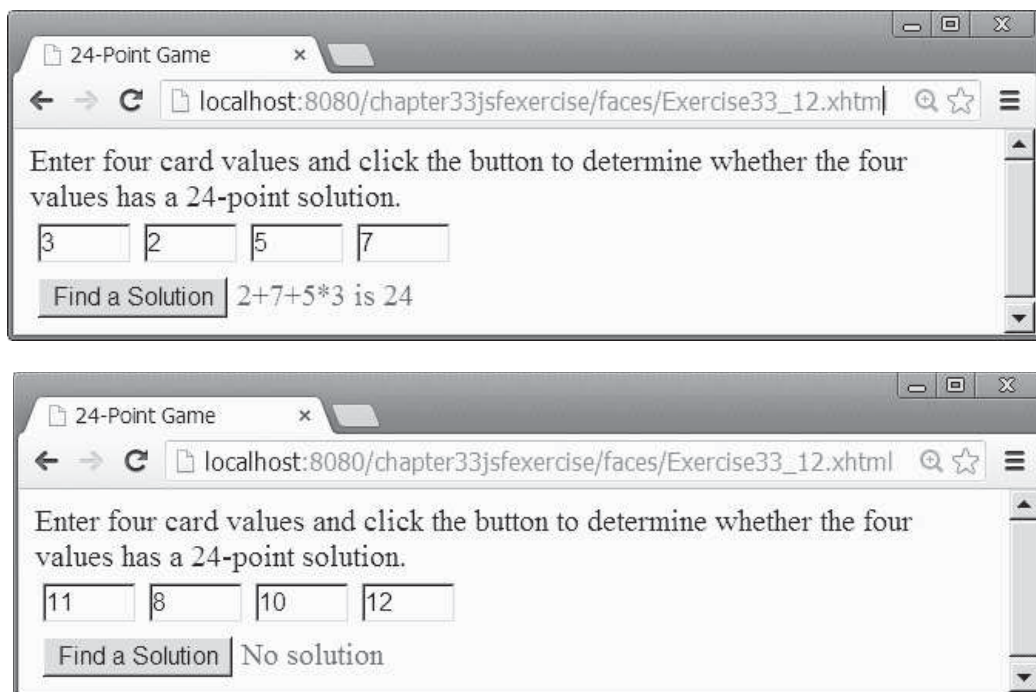 24-Point Game
localhost:8080/chapter33jsfexercise/faces/Exercise33_12.xhtml
Enter four card values and click the button to determine whether the four
values has a 24-point solution.
3 2 5 7
Find a Solution 2+7+5*3 is 24
24-Point Game
localhost:8080/chapter33jsfexercise/faces/Exercise33_12.xhtml
Enter four card values and click the button to determine whether the four
values has a 24-point solution.
11 8 10 12
Find a Solution No solution